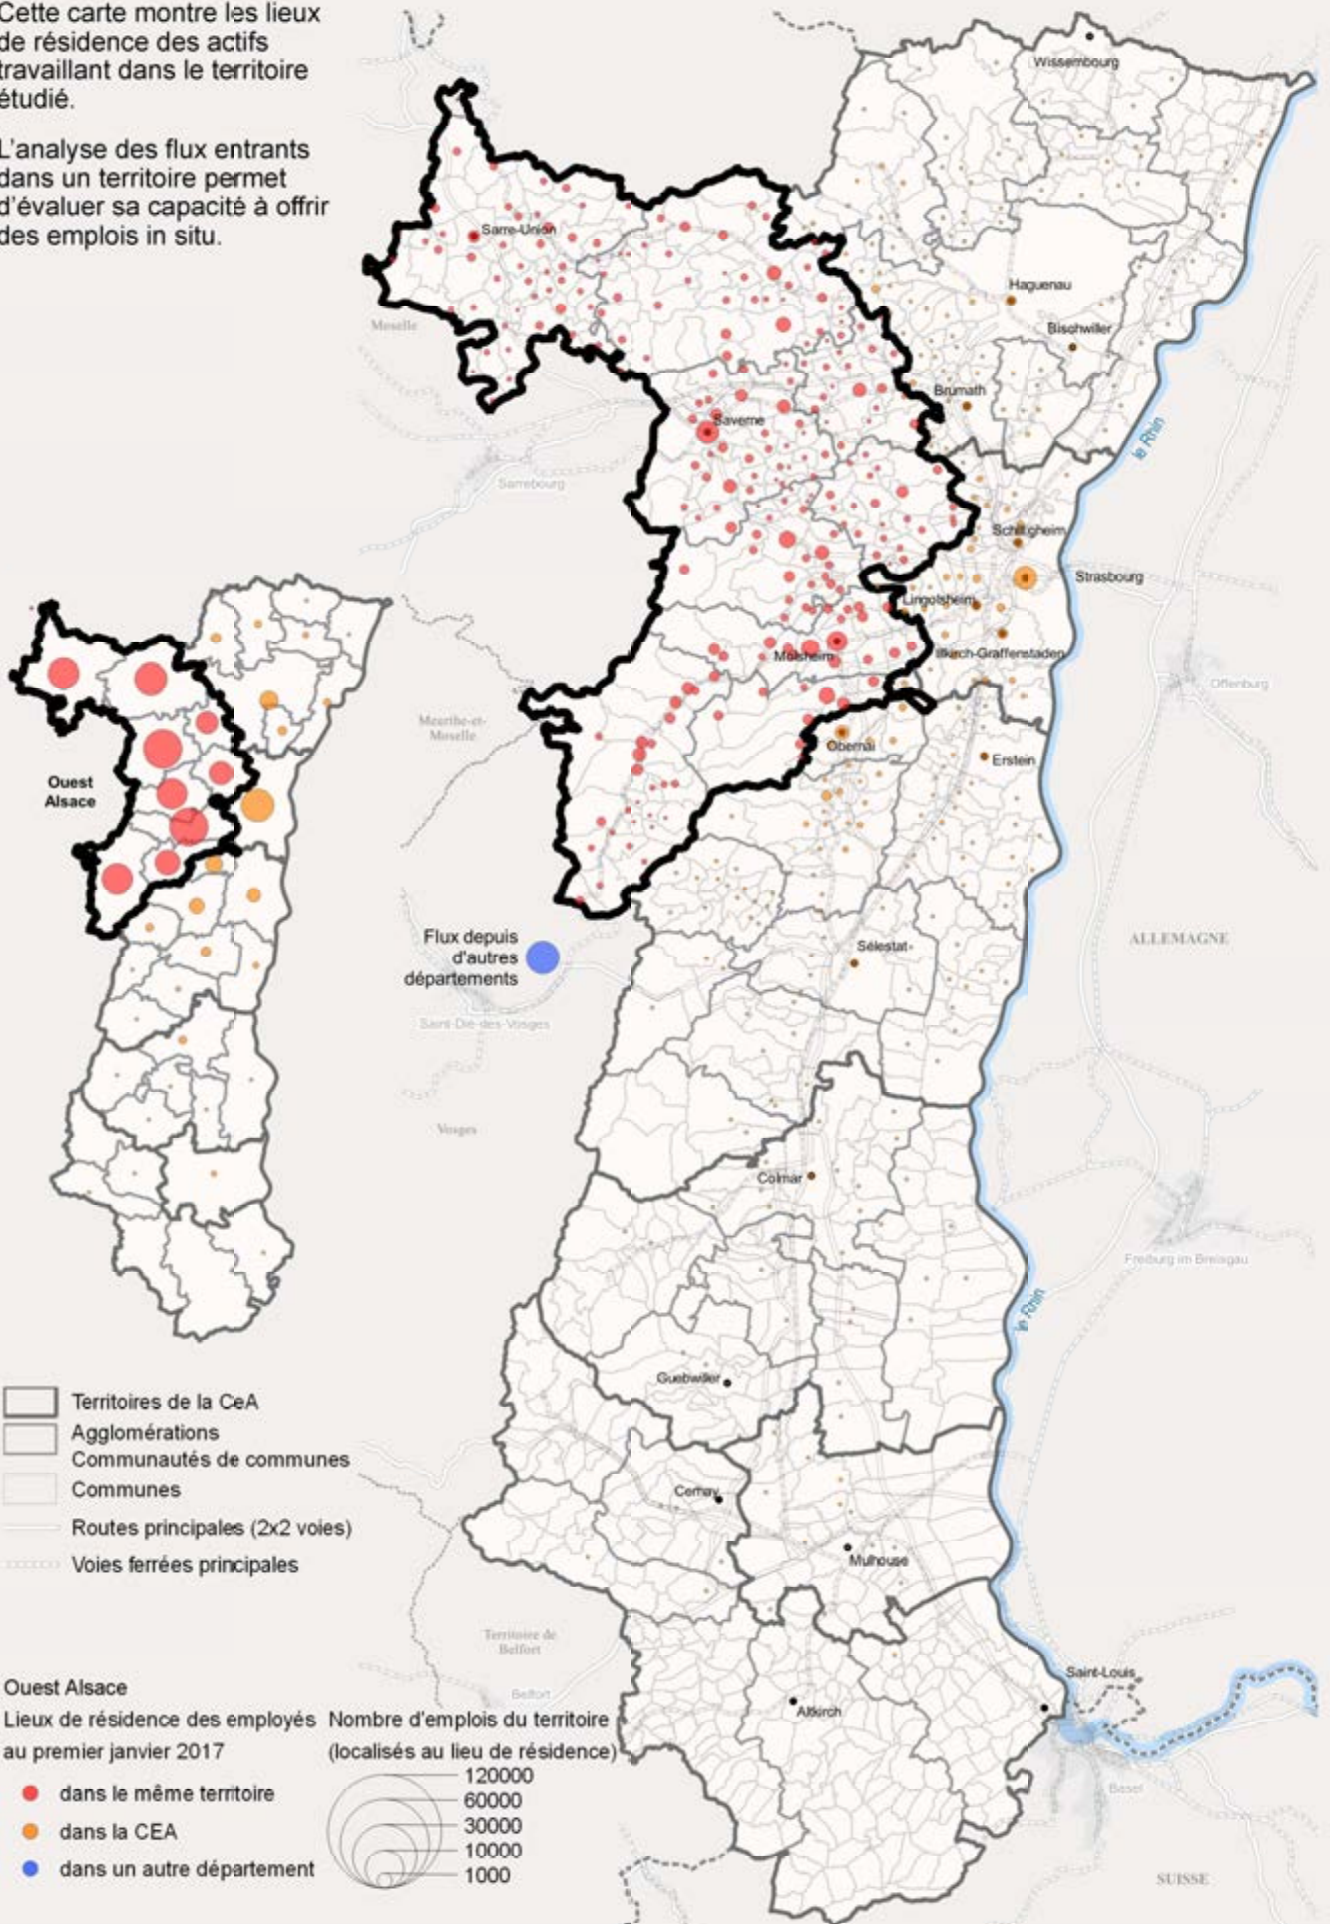 Cette carte montre les lieux
de résidence des actifs
travaillant dans le territoire
étudié.
L'analyse des flux entrants
dans un territoire permet
d'évaluer sa capacité à offrir
des emplois in situ.
Wissembourg
Sarre-Union
Haguenau
Moselle
Bischwiller
Brumath
Saverne
le Rhin
Sarrebourg
Schiltigheim
Strasbourg
Lingolsheim
Molsheim
Illkirch-Graffenstaden
Offenburg
Meurthe-et-
Moselle
Obernai
Erstein
Ouest
Alsace
Flux depuis
d'autres
départements
Sélestat
ALLEMAGNE
Saint-Dié-des-Vosges
Vosges
Colmar
Freiburg im Breisgau
le Rhin
Guebwiller
Territoires de la CeA
Agglomérations
Communautés de communes
Communes
Routes principales (2x2 voies)
Voies ferrées principales
Cernay
Mulhouse
Territoire de
Belfort
Belfort
Altkirch
Saint-Louis
Basel
SUISSE
Ouest Alsace
Lieux de résidence des employés
au premier janvier 2017
dans le même territoire
dans la CEA
dans un autre département
Nombre d'emplois du territoire
(localisés au lieu de résidence)
120000
60000
30000
10000
1000